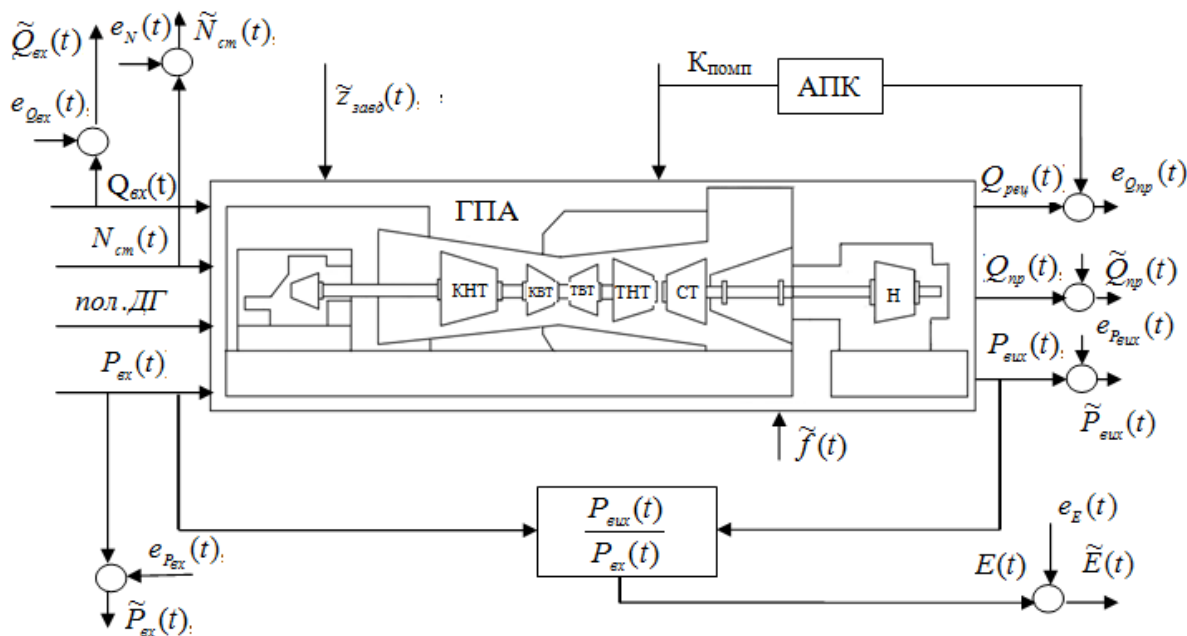 Q̃вх(t)
eN(t)
Ñст(t)
eQвх(t)
z̃завд(t)
Kпомп
АПК
Qвх(t)
Nст(t)
пол.ДГ
Pвх(t)
ГПА
КНТ
КВТ
ТВТ
ТНТ
СТ
Н
Qрец(t)
eQпр(t)
Qпр(t)
Q̃пр(t)
ePвих(t)
Pвих(t)
P̃вих(t)
f̃(t)
Pвих(t)
Pвх(t)
ePвх(t)
P̃вх(t)
eE(t)
E(t)
Ẽ(t)